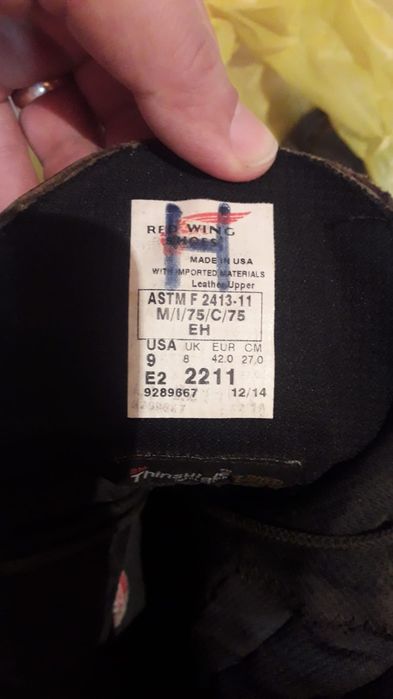 H
RED WING
SHOES
MADE IN USA
WITH IMPORTED MATERIALS
Leather Upper
ASTM F 2413-11
M/I/75/C/75
EH
USA UK EUR CM
9 8 42.0 27.0
E2 2211
9289667 12/14